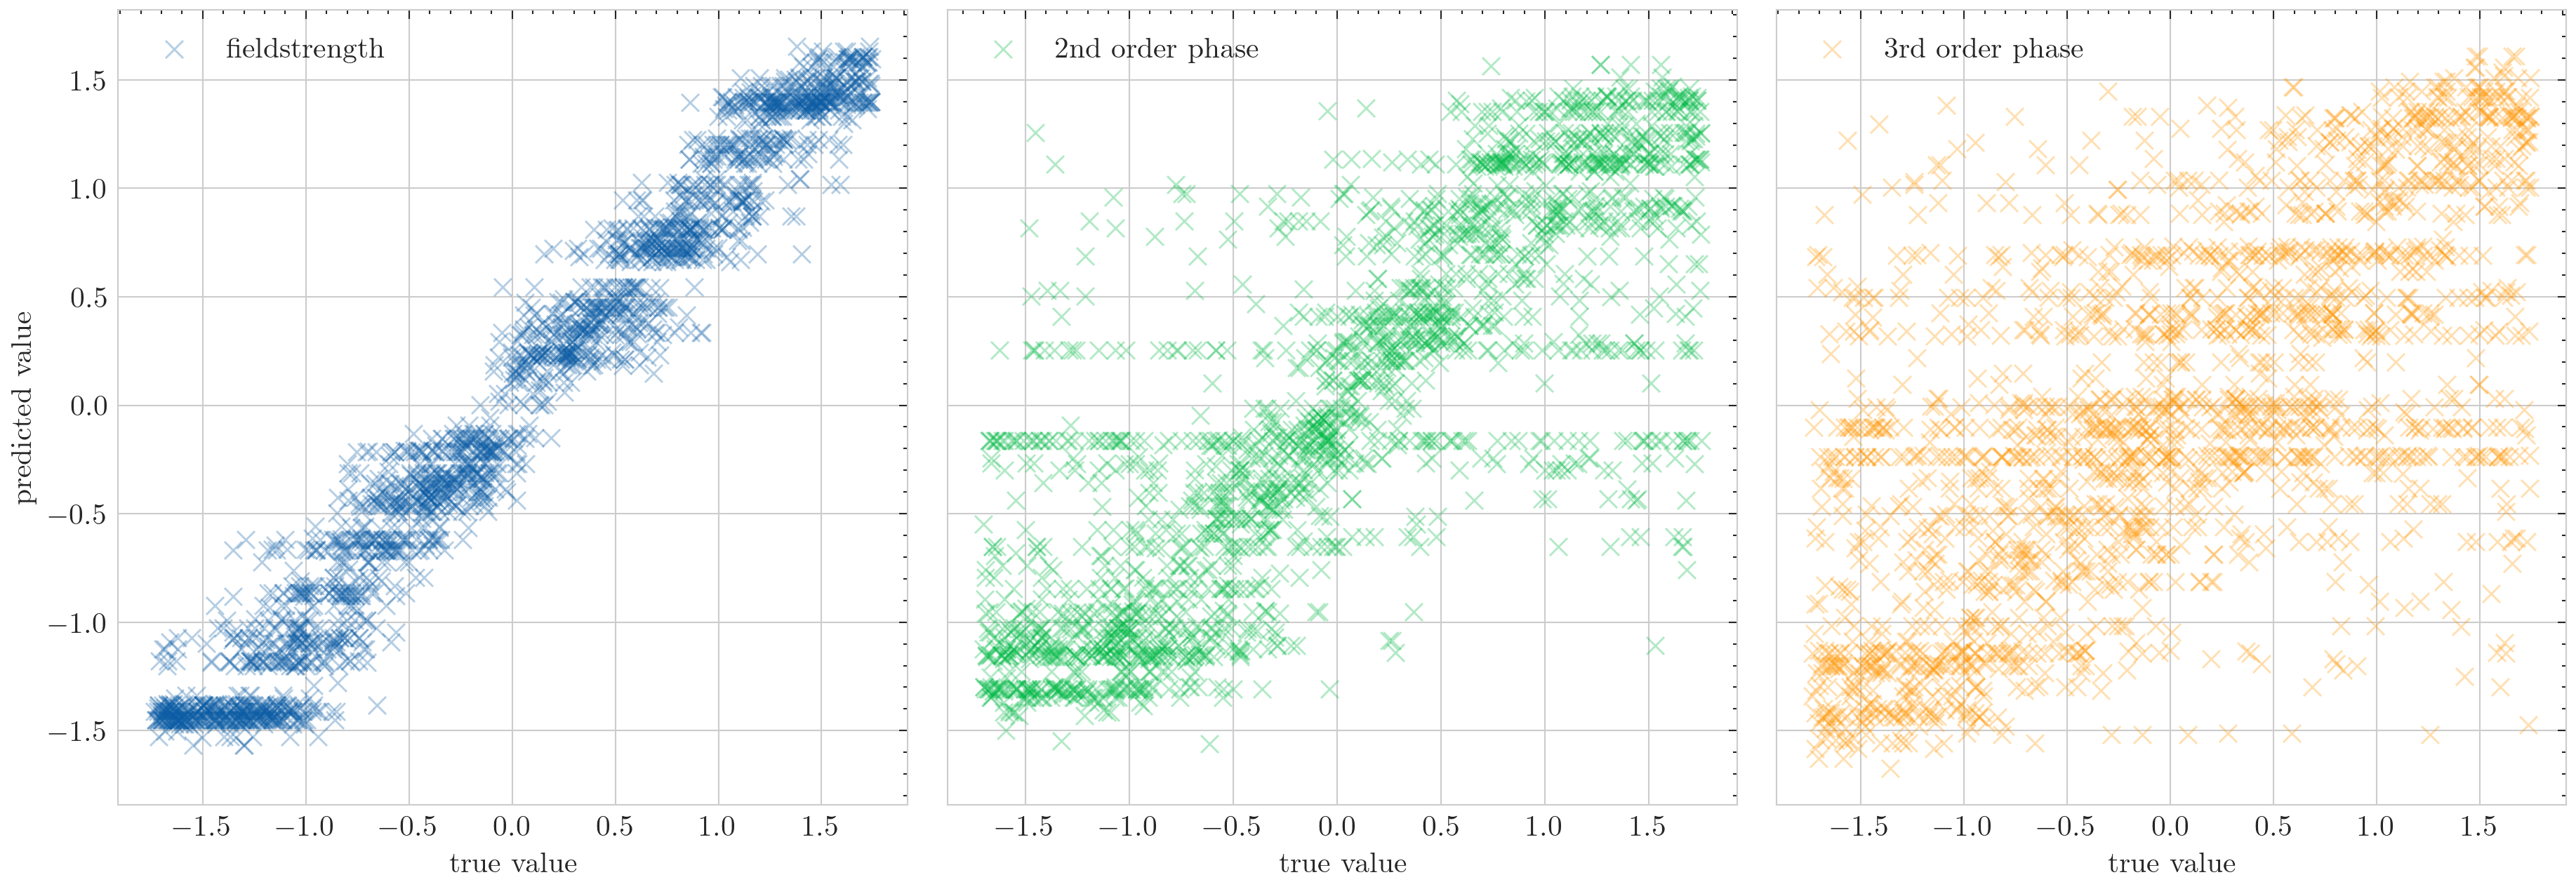 fieldstrength
2nd order phase
3rd order phase
predicted value
1.5
1.0
0.5
0.0
−0.5
−1.0
−1.5
−1.5 −1.0 −0.5 0.0 0.5 1.0 1.5
−1.5 −1.0 −0.5 0.0 0.5 1.0 1.5
−1.5 −1.0 −0.5 0.0 0.5 1.0 1.5
true value
true value
true value